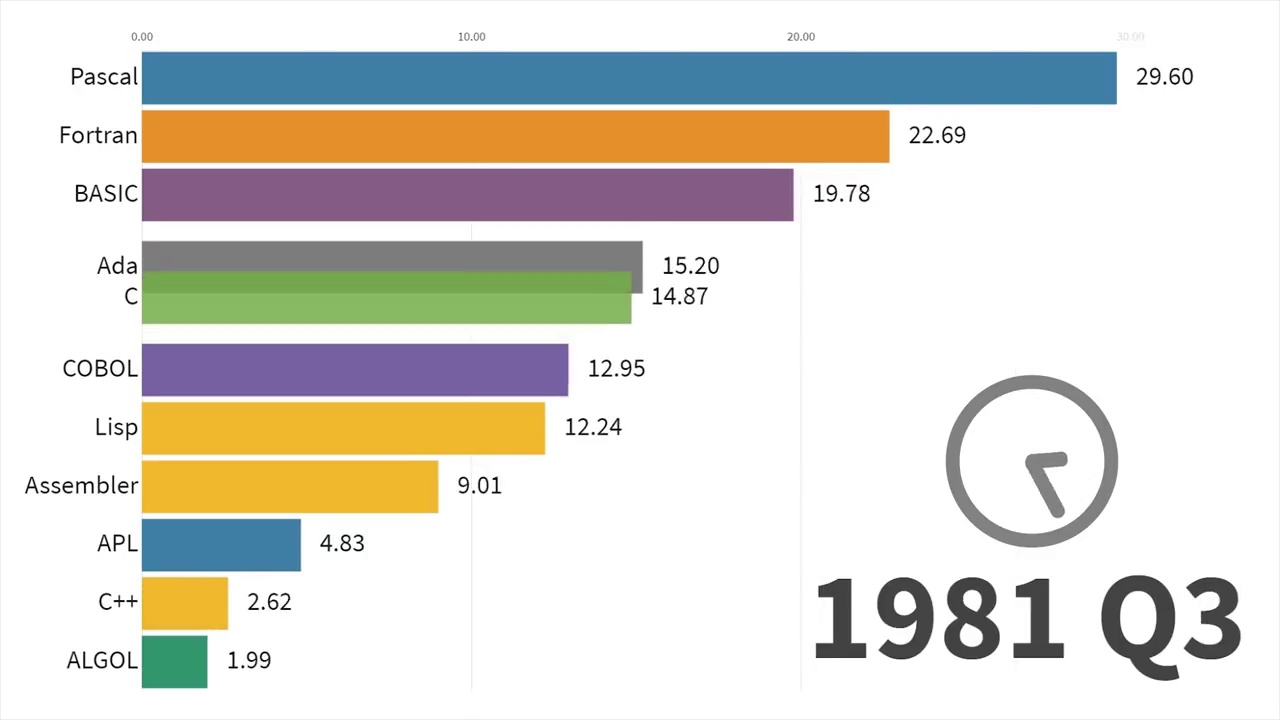 0.00 10.00 20.00 30.00
Pascal 29.60
Fortran 22.69
BASIC 19.78
Ada 15.20
C 14.87
COBOL 12.95
Lisp 12.24
Assembler 9.01
APL 4.83
C++ 2.62
ALGOL 1.99
1981 Q3